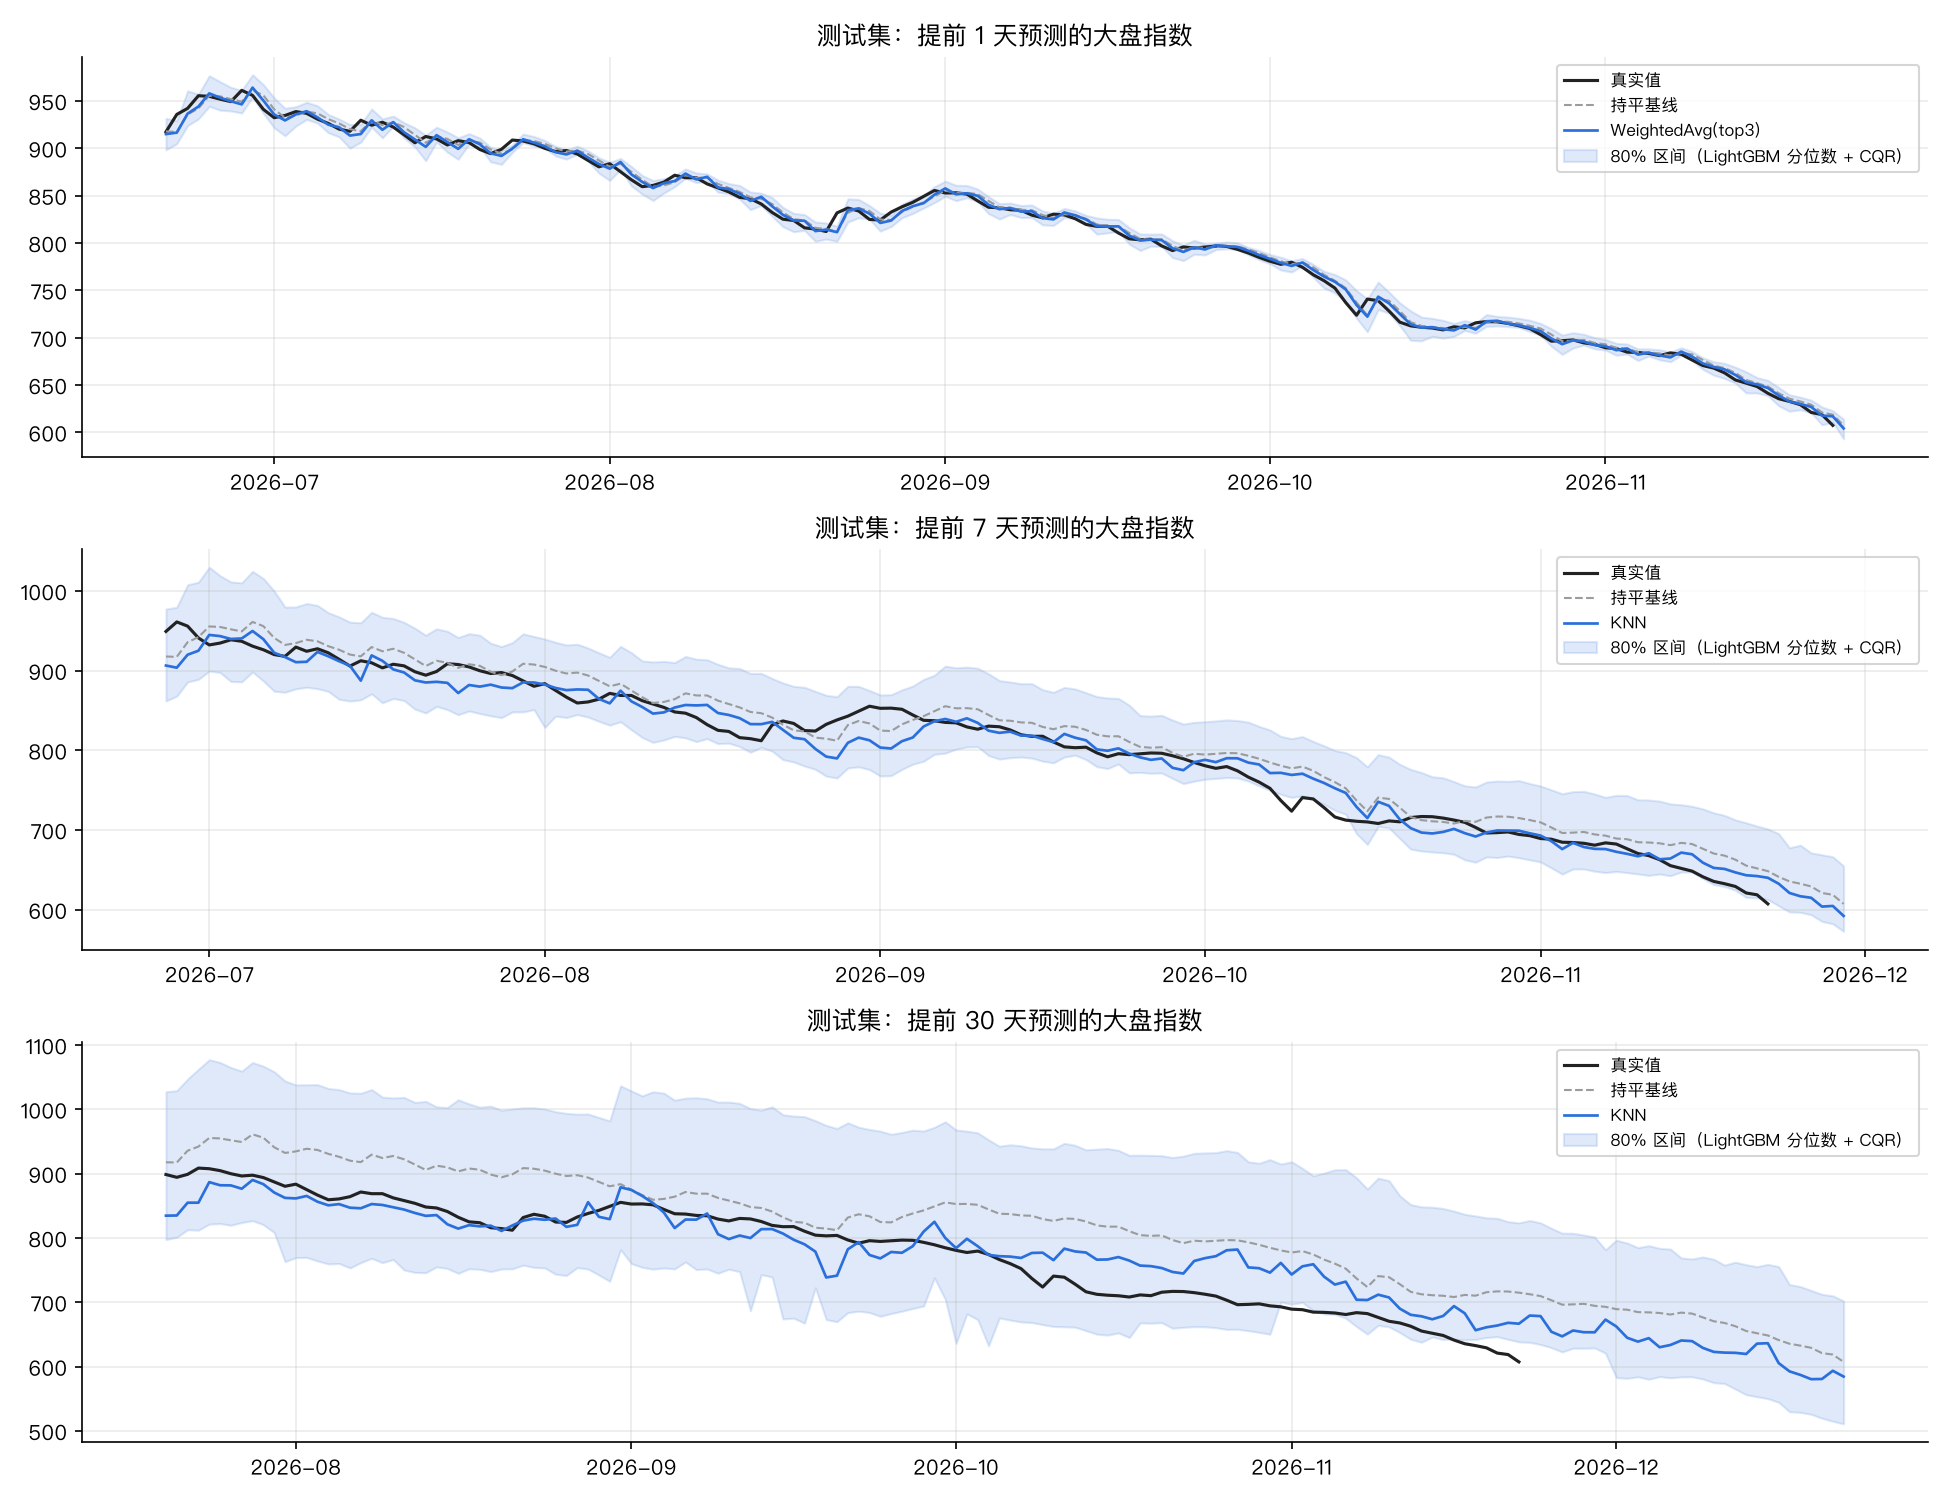 测试集：提前 1 天预测的大盘指数
950
900
850
800
750
700
650
600
真实值
持平基线
WeightedAvg(top3)
80% 区间（LightGBM 分位数 + CQR）
2026-07
2026-08
2026-09
2026-10
2026-11
测试集：提前 7 天预测的大盘指数
1000
900
800
700
600
真实值
持平基线
KNN
80% 区间（LightGBM 分位数 + CQR）
2026-07
2026-08
2026-09
2026-10
2026-11
2026-12
测试集：提前 30 天预测的大盘指数
1100
1000
900
800
700
600
500
真实值
持平基线
KNN
80% 区间（LightGBM 分位数 + CQR）
2026-08
2026-09
2026-10
2026-11
2026-12